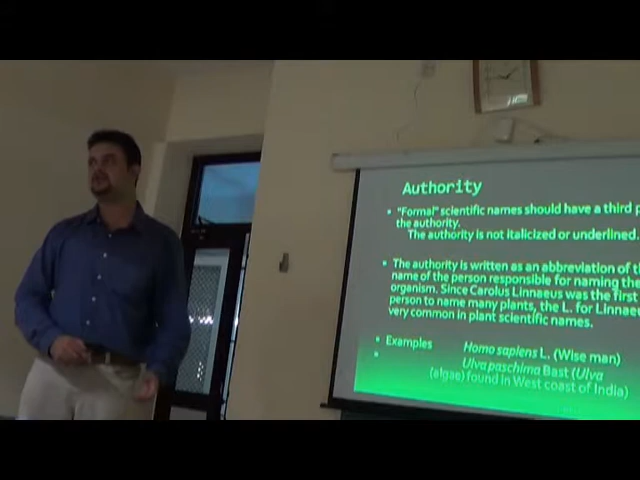 Authority
"Formal" scientific names should have a third
the authority.
The authority is not italicized or underlined.
The authority is written as an abbreviation of
name of the person responsible for naming the
organism. Since Carolus Linnaeus was the first
person to name many plants, the L. for
very common in plant scientific names.
Examples Homo sapiens L. (Wise man)
Ulva paschima Bast (Ulva
(algae) found in West coast of India)